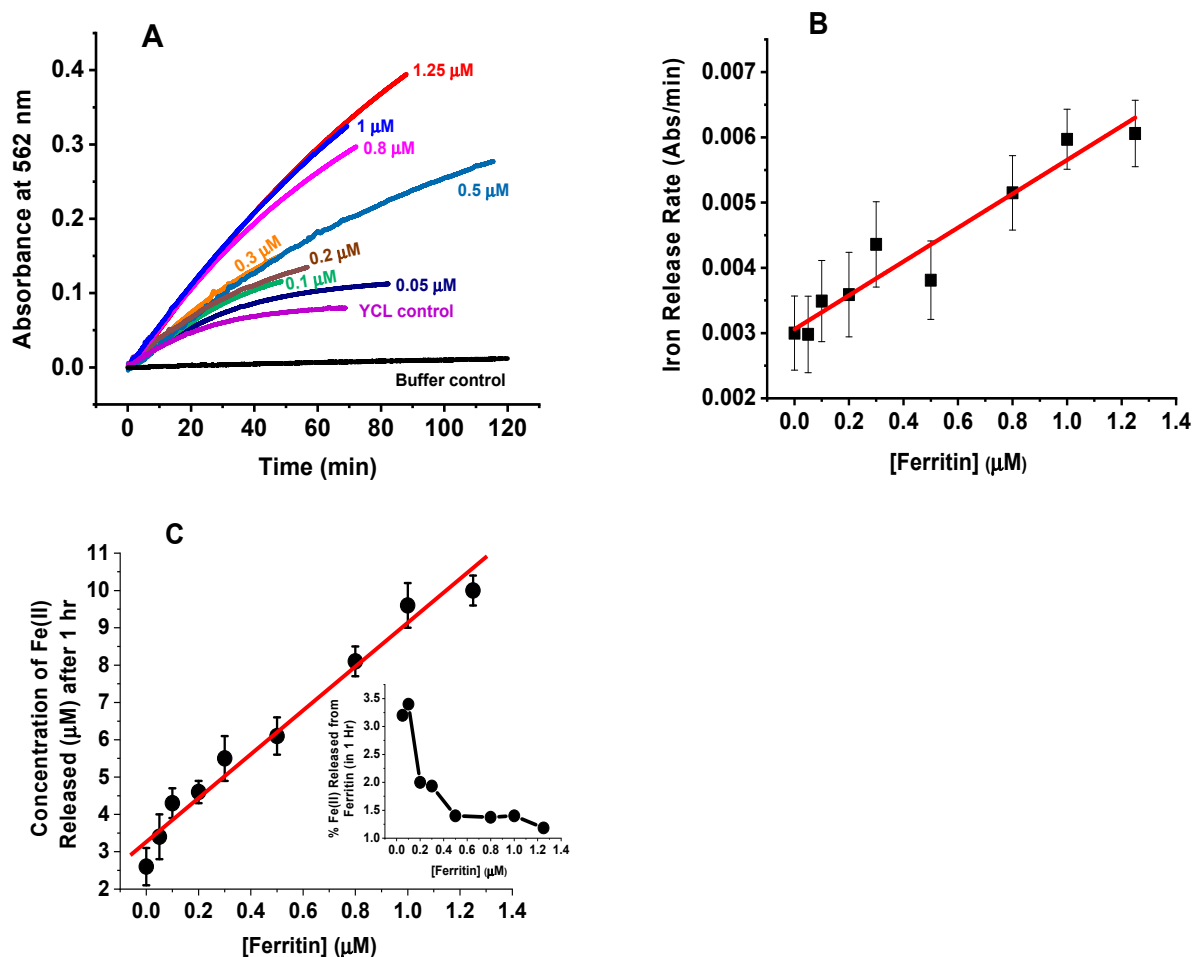 A
Absorbance at 562 nm
0.4
0.3
0.2
0.1
0.0
1.25 µM
1 µM
0.8 µM
0.5 µM
0.3 µM
0.2 µM
0.1 µM
0.05 µM
YCL control
Buffer control
0 20 40 60 80 100 120
Time (min)
B
Iron Release Rate (Abs/min)
0.007
0.006
0.005
0.004
0.003
0.002
0.0 0.2 0.4 0.6 0.8 1.0 1.2 1.4
[Ferritin] (µM)
C
Concentration of Fe(II)
Released (µM) after 1 hr
11
10
9
8
7
6
5
4
3
2
0.0 0.2 0.4 0.6 0.8 1.0 1.2 1.4
[Ferritin] (µM)
% Fe(II) Released from
Ferritin (in 1 Hr)
3.5
3.0
2.5
2.0
1.5
1.0
0.0 0.2 0.4 0.6 0.8 1.0 1.2 1.4
[Ferritin] (µM)